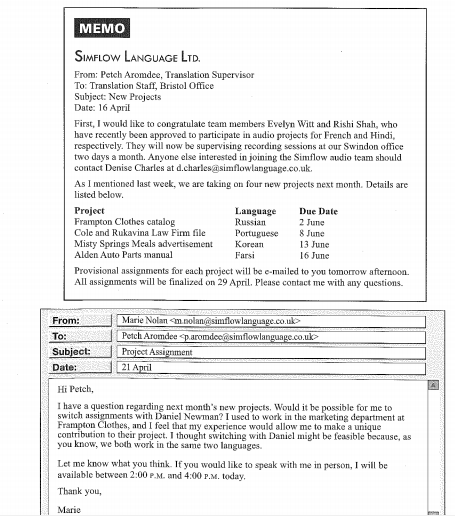 MEMO
SIMFLOW LANGUAGE LTD.
From: Petch Aromdee, Translation Supervisor
To: Translation Staff, Bristol Office
Subject: New Projects
Date: 16 April
First, I would like to congratulate team members Evelyn Witt and Rishi Shah, who
have recently been approved to participate in audio projects for French and Hindi,
respectively. They will now be supervising recording sessions at our Swindon office
two days a month. Anyone else interested in joining the Simflow audio team should
contact Denise Charles at d.charles@simflowlanguage.co.uk.
As I mentioned last week, we are taking on four new projects next month. Details are
listed below.
Project Language Due Date
Frampton Clothes catalog Russian 2 June
Cole and Rukavina Law Firm file Portuguese 8 June
Misty Springs Meals advertisement Korean 13 June
Alden Auto Parts manual Farsi 16 June
Provisional assignments for each project will be e-mailed to you tomorrow afternoon.
All assignments will be finalized on 29 April. Please contact me with any questions.
From: Marie Nolan <m.nolan@simflowlanguage.co.uk>
To: Petch Aromdee <p.aromdee@simflowlanguage.co.uk>
Subject: Project Assignment
Date: 21 April
Hi Petch,
I have a question regarding next month's new projects. Would it be possible for me to
switch assignments with Daniel Newman? I used to work in the marketing department at
Frampton Clothes, and I feel that my experience would allow me to make a unique
contribution to their project. I thought switching with Daniel might be feasible because, as
you know, we both work in the same two languages.
Let me know what you think. If you would like to speak with me in person, I will be
available between 2:00 P.M. and 4:00 P.M. today.
Thank you,
Marie